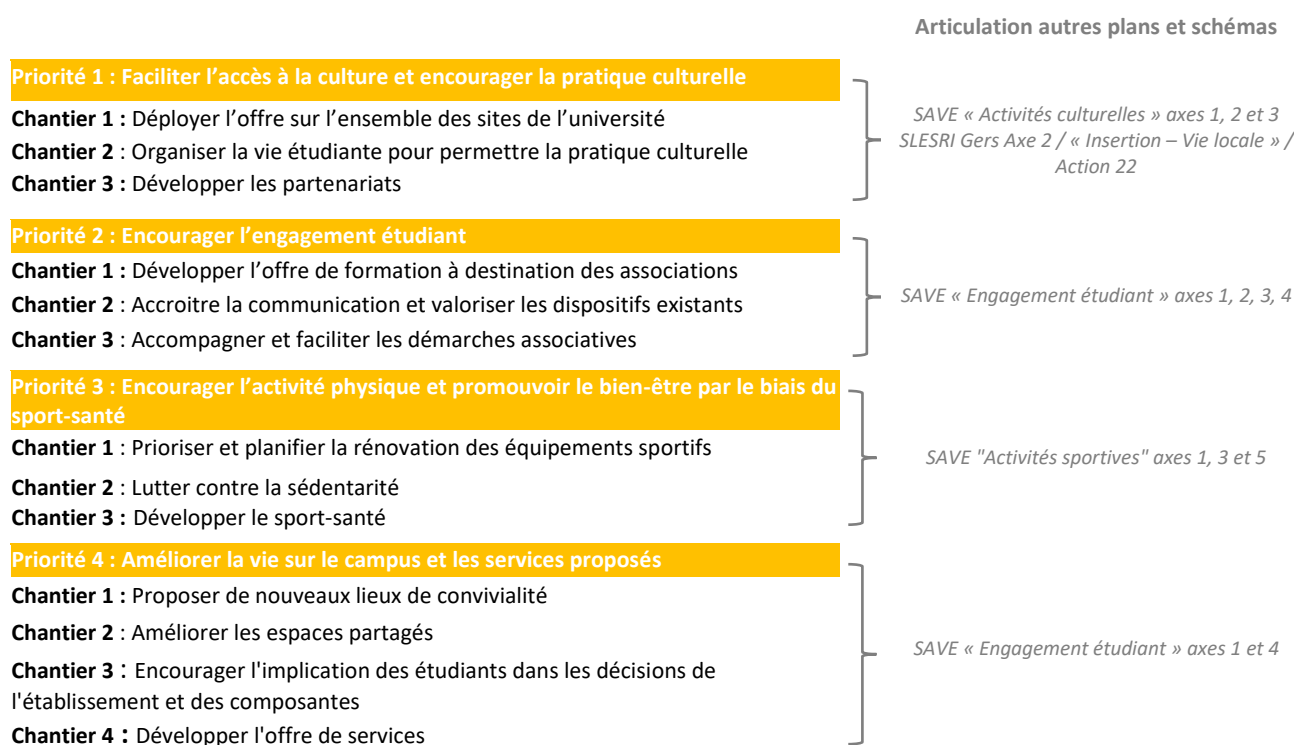 Articulation autres plans et schémas
Priorité 1 : Faciliter l’accès à la culture et encourager la pratique culturelle
Chantier 1 : Déployer l’offre sur l’ensemble des sites de l’université
Chantier 2 : Organiser la vie étudiante pour permettre la pratique culturelle
Chantier 3 : Développer les partenariats
SAVE « Activités culturelles » axes 1, 2 et 3
SLESRI Gers Axe 2 / « Insertion – Vie locale » /
Action 22
Priorité 2 : Encourager l’engagement étudiant
Chantier 1 : Développer l’offre de formation à destination des associations
Chantier 2 : Accroitre la communication et valoriser les dispositifs existants
Chantier 3 : Accompagner et faciliter les démarches associatives
SAVE « Engagement étudiant » axes 1, 2, 3, 4
Priorité 3 : Encourager l’activité physique et promouvoir le bien-être par le biais du
sport-santé
Chantier 1 : Prioriser et planifier la rénovation des équipements sportifs
Chantier 2 : Lutter contre la sédentarité
Chantier 3 : Développer le sport-santé
SAVE "Activités sportives" axes 1, 3 et 5
Priorité 4 : Améliorer la vie sur le campus et les services proposés
Chantier 1 : Proposer de nouveaux lieux de convivialité
Chantier 2 : Améliorer les espaces partagés
Chantier 3 : Encourager l'implication des étudiants dans les décisions de
l'établissement et des composantes
Chantier 4 : Développer l'offre de services
SAVE « Engagement étudiant » axes 1 et 4